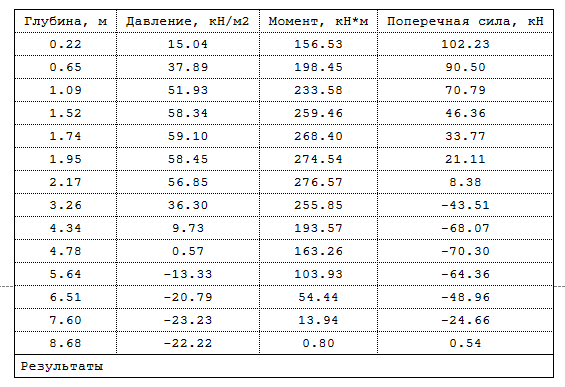 Глубина, м Давление, кН/м2 Момент, кН*м Поперечная сила, кН
0.22 15.04 156.53 102.23
0.65 37.89 198.45 90.50
1.09 51.93 233.58 70.79
1.52 58.34 259.46 46.36
1.74 59.10 268.40 33.77
1.95 58.45 274.54 21.11
2.17 56.85 276.57 8.38
3.26 36.30 255.85 -43.51
4.34 9.73 193.57 -68.07
4.78 0.57 163.26 -70.30
5.64 -13.33 103.93 -64.36
6.51 -20.79 54.44 -48.96
7.60 -23.23 13.94 -24.66
8.68 -22.22 0.80 0.54
Результаты